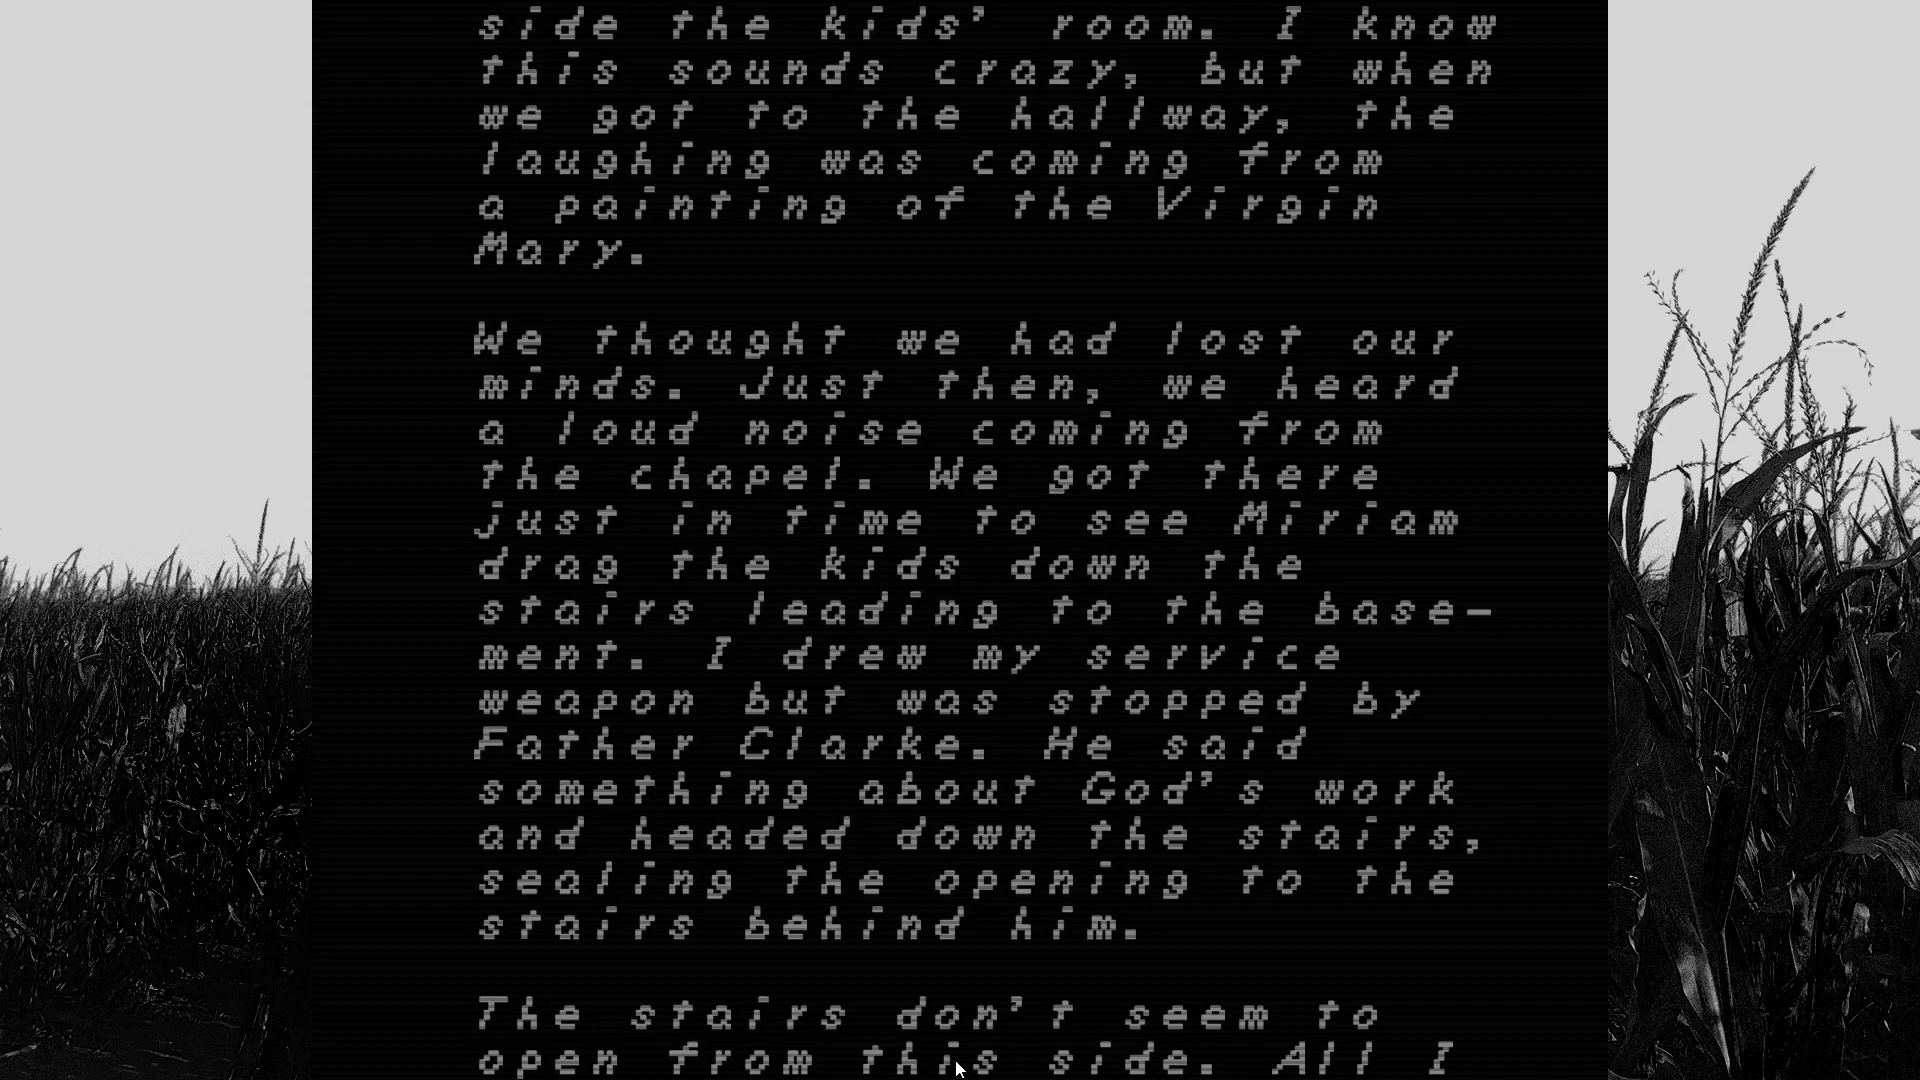 side the kids' room. I know
this sounds crazy, but when
we got to the hallway, the
laughing was coming from
a painting of the Virgin
Mary.
We thought we had lost our
minds. Just then, we heard
a loud noise coming from
the chapel. We got there
just in time to see Miriam
drag the kids down the
stairs leading to the base-
ment. I drew my service
weapon but was stopped by
Father Clarke. He said
something about God's work
and headed down the stairs,
sealing the opening to the
stairs behind him.
The stairs don't seem to
open from this side. All I